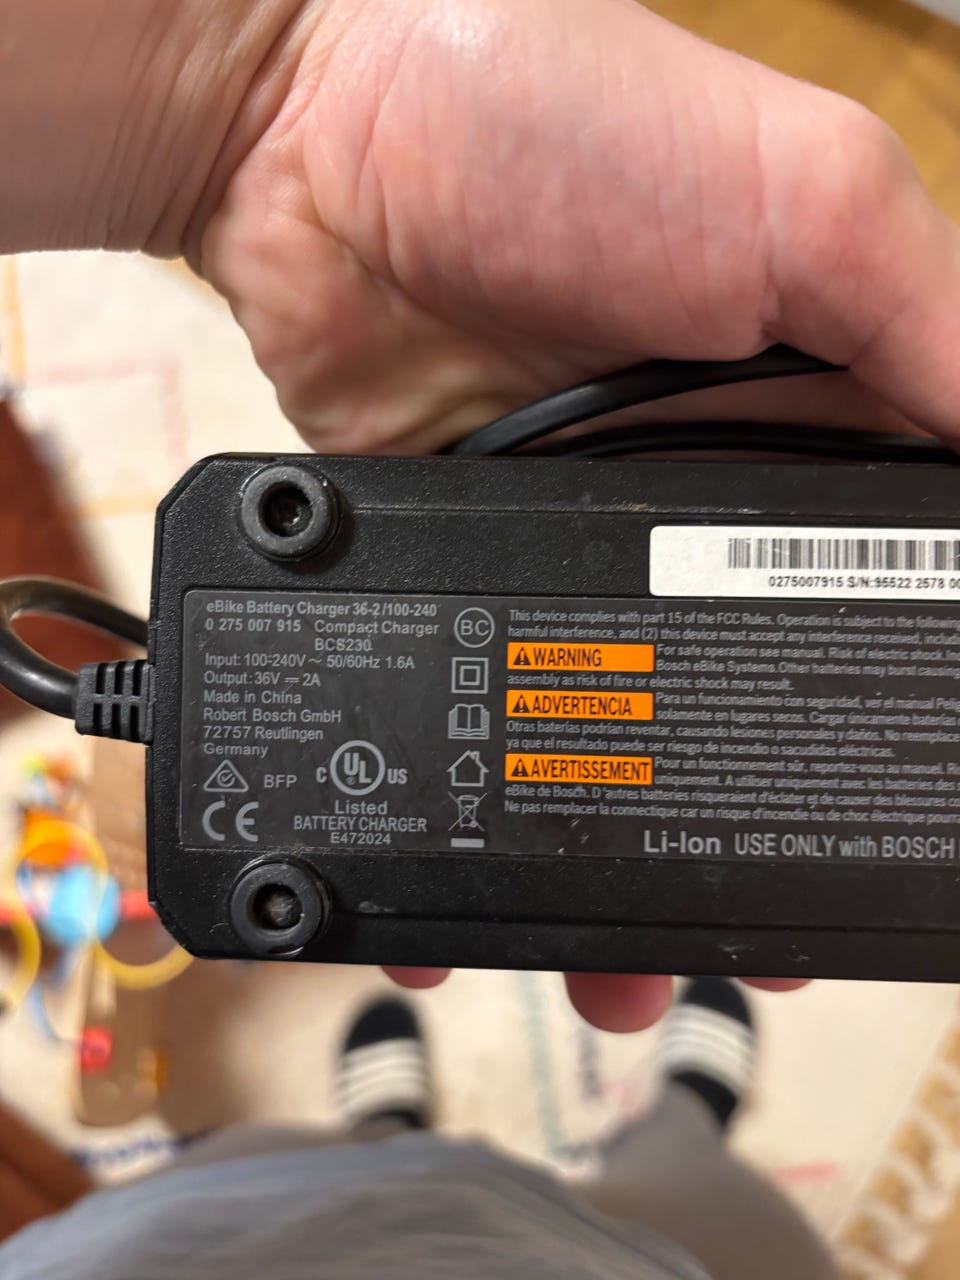 0275007915 S/N:95522 2578 00
eBike Battery Charger 36-2 /100-240
0 275 007 915 Compact Charger
BCS230
Input: 100-240V ~ 50/60Hz 1.6A
Output: 36V ⎓ 2A
Made in China
Robert Bosch GmbH
72757 Reutlingen
Germany
BFP
C UL US
Listed
BATTERY CHARGER
E472024
CE
BC
This device complies with part 15 of the FCC Rules. Operation is subject to the following
harmful interference, and (2) this device must accept any interference received, includ
WARNING For safe operation see manual. Risk of electric shock.
Bosch eBike Systems. Other batteries may burst causing
assembly as risk of fire or electric shock may result.
ADVERTENCIA Para un funcionamiento con seguridad, ver el manual
solamente en lugares secos. Cargar únicamente baterías
Otras baterías podrían reventar, causando lesiones personales y daños. No reemplace
ya que el resultado puede ser riesgo de incendio o sacudidas eléctricas.
AVERTISSEMENT Pour un fonctionnement sûr, reportez-vous au manuel.
uniquement. A utiliser uniquement avec les batteries des
eBike de Bosch. D'autres batteries risqueraient d'éclater et de causer des blessures co
Ne pas remplacer la connectique car un risque d'incendie ou de choc électrique pour
Li-Ion USE ONLY with BOSCH